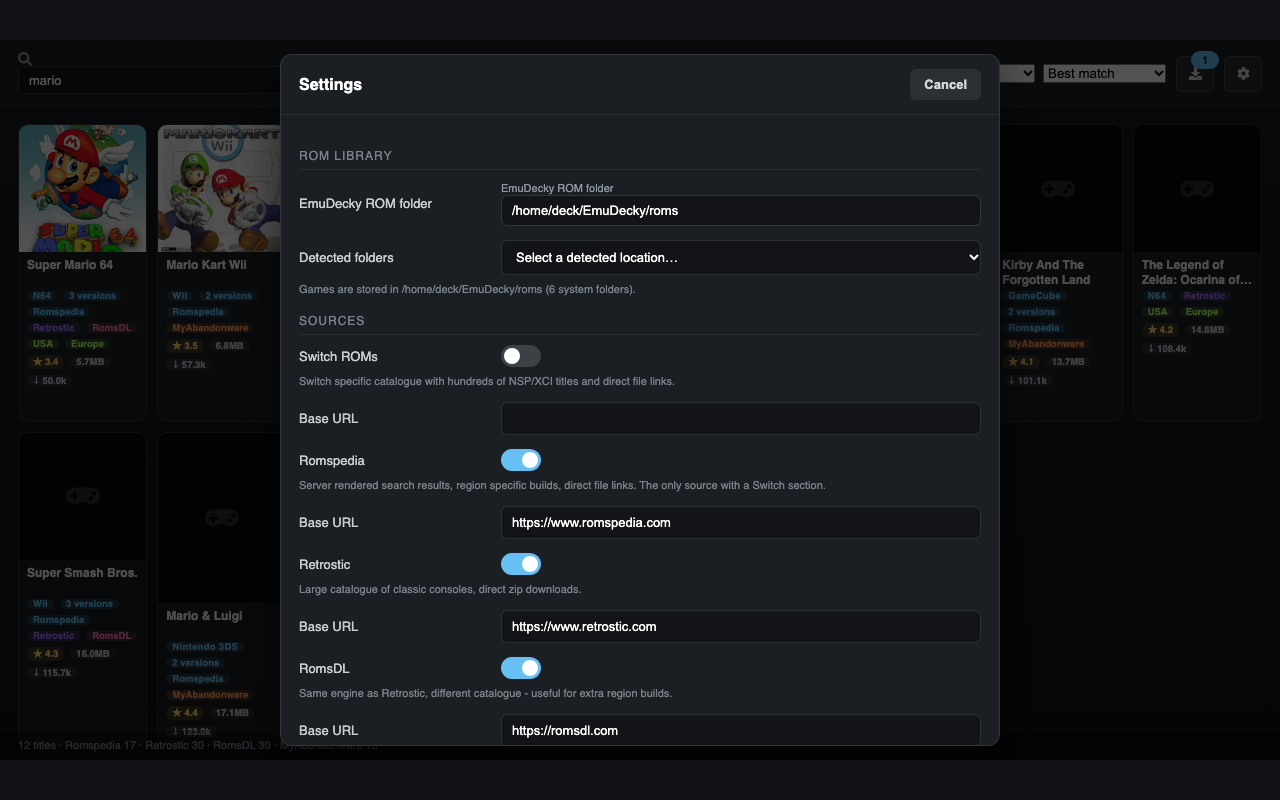 mario
Best match
1
Settings
Cancel
ROM LIBRARY
EmuDecky ROM folder
EmuDecky ROM folder
/home/deck/EmuDecky/roms
Detected folders
Select a detected location...
Games are stored in /home/deck/EmuDecky/roms (6 system folders).
SOURCES
Switch ROMs
Switch specific catalogue with hundreds of NSP/XCI titles and direct file links.
Base URL
Romspedia
Server rendered search results, region specific builds, direct file links. The only source with a Switch section.
Base URL
https://www.romspedia.com
Retrostic
Large catalogue of classic consoles, direct zip downloads.
Base URL
https://www.retrostic.com
RomsDL
Same engine as Retrostic, different catalogue - useful for extra region builds.
Base URL
https://romsdl.com
MARIO 64
Super Mario 64
N64 3 versions
Romspedia
Retrostic RomsDL
USA Europe
★ 3.4 5.7MB
↓ 50.0k
MARIOKART
Wii
Mario Kart Wii
Wii 2 versions
Romspedia
MyAbandonware
★ 3.5 6.8MB
↓ 57.3k
Kirby And The
Forgotten Land
GameCube
2 versions
Romspedia
MyAbandonware
★ 4.1 13.7MB
↓ 101.1k
The Legend of
Zelda: Ocarina of...
N64 Retrostic
USA Europe
★ 4.2 14.8MB
↓ 108.4k
Super Smash Bros.
Wii 3 versions
Romspedia
Retrostic RomsDL
★ 4.3 16.0MB
↓ 115.7k
Mario & Luigi
Nintendo 3DS
2 versions
Romspedia
MyAbandonware
★ 4.4 17.1MB
↓ 123.0k
12 titles · Romspedia 17 · Retrostic 30 · RomsDL 30 ·